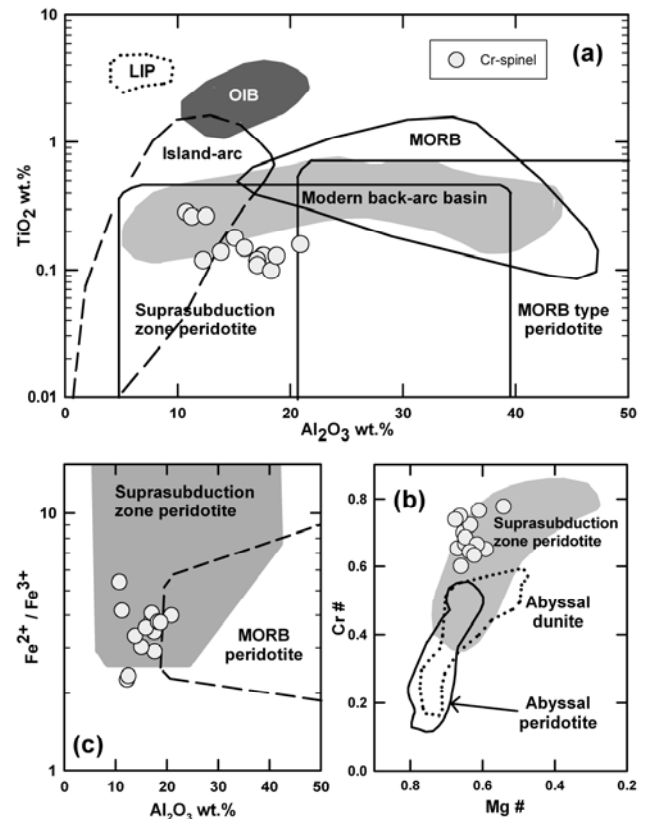 (a)
LIP
OIB
Cr-spinel
Island-arc
MORB
Modern back-arc basin
Suprasubduction
zone peridotite
MORB type
peridotite
TiO₂ wt.%
10
1
0.1
0.01
0 10 20 30 40 50
Al₂O₃ wt.%
Suprasubduction
zone peridotite
MORB
peridotite
(c)
Fe²⁺ / Fe³⁺
10
1
0 10 20 30 40 50
Al₂O₃ wt.%
(b)
Suprasubduction
zone peridotite
Abyssal
dunite
Abyssal
peridotite
Cr #
0.8
0.6
0.4
0.2
0.0
0.8 0.6 0.4 0.2
Mg #